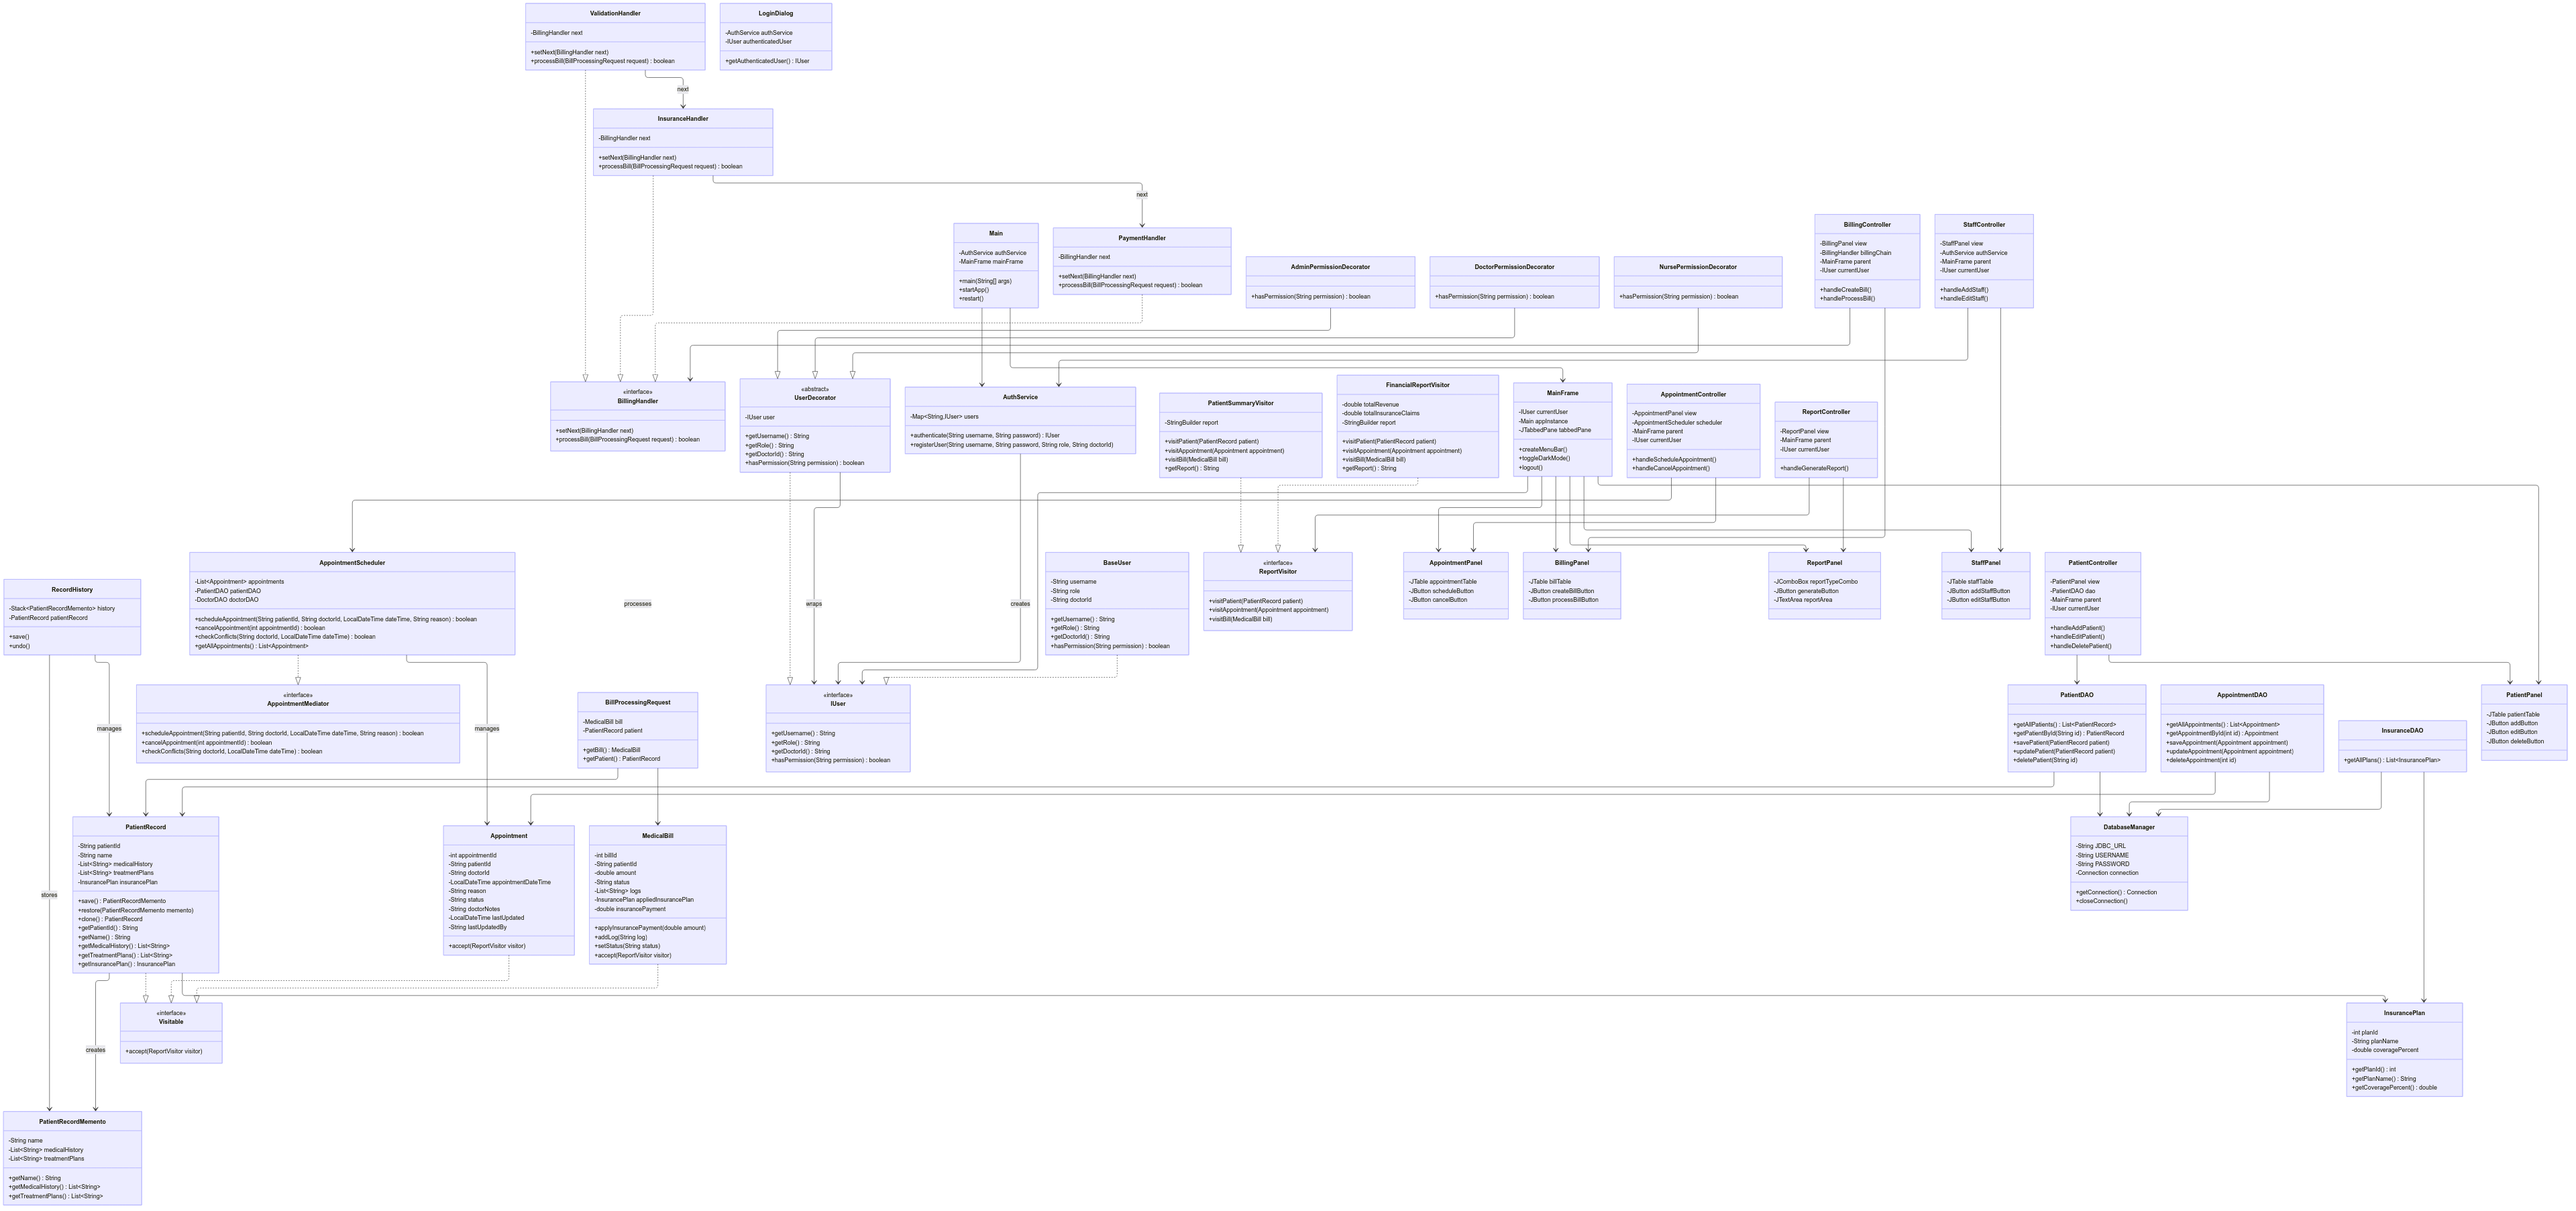 ValidationHandler
-BillingHandler next
+setNext(BillingHandler next)
+processBill(BillProcessingRequest request) : boolean
LoginDialog
-AuthService authService
-IUser authenticatedUser
+getAuthenticatedUser() : IUser
next
InsuranceHandler
-BillingHandler next
+setNext(BillingHandler next)
+processBill(BillProcessingRequest request) : boolean
next
Main
-AuthService authService
-MainFrame mainFrame
+main(String[] args)
+startApp()
+restart()
PaymentHandler
-BillingHandler next
+setNext(BillingHandler next)
+processBill(BillProcessingRequest request) : boolean
AdminPermissionDecorator
+hasPermission(String permission) : boolean
DoctorPermissionDecorator
+hasPermission(String permission) : boolean
NursePermissionDecorator
+hasPermission(String permission) : boolean
BillingController
-BillingPanel view
-BillingHandler billingChain
-MainFrame parent
-IUser currentUser
+handleCreateBill()
+handleProcessBill()
StaffController
-StaffPanel view
-AuthService authService
-MainFrame parent
-IUser currentUser
+handleAddStaff()
+handleEditStaff()
«interface»
BillingHandler
+setNext(BillingHandler next)
+processBill(BillProcessingRequest request) : boolean
«abstract»
UserDecorator
-IUser user
+getUsername() : String
+getRole() : String
+getDoctorId() : String
+hasPermission(String permission) : boolean
AuthService
-Map<String,IUser> users
+authenticate(String username, String password) : IUser
+registerUser(String username, String password, String role, String doctorId)
PatientSummaryVisitor
-StringBuilder report
+visitPatient(PatientRecord patient)
+visitAppointment(Appointment appointment)
+visitBill(MedicalBill bill)
+getReport() : String
FinancialReportVisitor
-double totalRevenue
-double totalInsuranceClaims
-StringBuilder report
+visitPatient(PatientRecord patient)
+visitAppointment(Appointment appointment)
+visitBill(MedicalBill bill)
+getReport() : String
MainFrame
-IUser currentUser
-Main appInstance
-JTabbedPane tabbedPane
+createMenuBar()
+toggleDarkMode()
+logout()
AppointmentController
-AppointmentPanel view
-AppointmentScheduler scheduler
-MainFrame parent
-IUser currentUser
+handleScheduleAppointment()
+handleCancelAppointment()
ReportController
-ReportPanel view
-MainFrame parent
-IUser currentUser
+handleGenerateReport()
RecordHistory
-Stack<PatientRecordMemento> history
-PatientRecord patientRecord
+save()
+undo()
AppointmentScheduler
-List<Appointment> appointments
-PatientDAO patientDAO
-DoctorDAO doctorDAO
+scheduleAppointment(String patientId, String doctorId, LocalDateTime dateTime, String reason) : boolean
+cancelAppointment(int appointmentId) : boolean
+checkConflicts(String doctorId, LocalDateTime dateTime) : boolean
+getAllAppointments() : List<Appointment>
processes
wraps
creates
BaseUser
-String username
-String role
-String doctorId
+getUsername() : String
+getRole() : String
+getDoctorId() : String
+hasPermission(String permission) : boolean
«interface»
ReportVisitor
+visitPatient(PatientRecord patient)
+visitAppointment(Appointment appointment)
+visitBill(MedicalBill bill)
AppointmentPanel
-JTable appointmentTable
-JButton scheduleButton
-JButton cancelButton
BillingPanel
-JTable billTable
-JButton createBillButton
-JButton processBillButton
ReportPanel
-JComboBox reportTypeCombo
-JButton generateButton
-JTextArea reportArea
StaffPanel
-JTable staffTable
-JButton addStaffButton
-JButton editStaffButton
PatientController
-PatientPanel view
-PatientDAO dao
-MainFrame parent
-IUser currentUser
+handleAddPatient()
+handleEditPatient()
+handleDeletePatient()
manages
«interface»
AppointmentMediator
+scheduleAppointment(String patientId, String doctorId, LocalDateTime dateTime, String reason) : boolean
+cancelAppointment(int appointmentId) : boolean
+checkConflicts(String doctorId, LocalDateTime dateTime) : boolean
manages
BillProcessingRequest
-MedicalBill bill
-PatientRecord patient
+getBill() : MedicalBill
+getPatient() : PatientRecord
«interface»
IUser
+getUsername() : String
+getRole() : String
+getDoctorId() : String
+hasPermission(String permission) : boolean
PatientDAO
+getAllPatients() : List<PatientRecord>
+getPatientById(String id) : PatientRecord
+savePatient(PatientRecord patient)
+updatePatient(PatientRecord patient)
+deletePatient(String id)
AppointmentDAO
+getAllAppointments() : List<Appointment>
+getAppointmentById(int id) : Appointment
+saveAppointment(Appointment appointment)
+updateAppointment(Appointment appointment)
+deleteAppointment(int id)
InsuranceDAO
+getAllPlans() : List<InsurancePlan>
PatientPanel
-JTable patientTable
-JButton addButton
-JButton editButton
-JButton deleteButton
stores
PatientRecord
-String patientId
-String name
-List<String> medicalHistory
-List<String> treatmentPlans
-InsurancePlan insurancePlan
+save() : PatientRecordMemento
+restore(PatientRecordMemento memento)
+clone() : PatientRecord
+getPatientId() : String
+getName() : String
+getMedicalHistory() : List<String>
+getTreatmentPlans() : List<String>
+getInsurancePlan() : InsurancePlan
Appointment
-int appointmentId
-String patientId
-String doctorId
-LocalDateTime appointmentDateTime
-String reason
-String status
-String doctorNotes
-LocalDateTime lastUpdated
-String lastUpdatedBy
+accept(ReportVisitor visitor)
MedicalBill
-int billId
-String patientId
-double amount
-String status
-List<String> logs
-InsurancePlan appliedInsurancePlan
-double insurancePayment
+applyInsurancePayment(double amount)
+addLog(String log)
+setStatus(String status)
+accept(ReportVisitor visitor)
DatabaseManager
-String JDBC_URL
-String USERNAME
-String PASSWORD
-Connection connection
+getConnection() : Connection
+closeConnection()
creates
«interface»
Visitable
+accept(ReportVisitor visitor)
InsurancePlan
-int planId
-String planName
-double coveragePercent
+getPlanId() : int
+getPlanName() : String
+getCoveragePercent() : double
PatientRecordMemento
-String name
-List<String> medicalHistory
-List<String> treatmentPlans
+getName() : String
+getMedicalHistory() : List<String>
+getTreatmentPlans() : List<String>